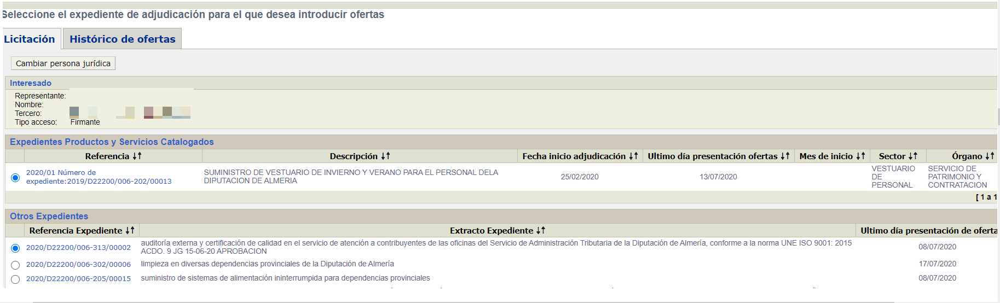 Seleccione el expediente de adjudicación para el que desea introducir ofertas
Licitación
Histórico de ofertas
Cambiar persona jurídica
Interesado
Representante:
Nombre:
Tercero:
Tipo acceso: Firmante
Expedientes Productos y Servicios Catalogados
Referencia ↓↑ Descripción ↓↑ Fecha inicio adjudicación ↓↑ Ultimo día presentación ofertas ↓↑ Mes de inicio ↓↑ Sector ↓↑ Órgano ↓↑
2020/01 Número de
expediente:2019/D22200/006-202/00013
SUMINISTRO DE VESTUARIO DE INVIERNO Y VERANO PARA EL PERSONAL DELA
DIPUTACION DE ALMERIA
25/02/2020
13/07/2020
VESTUARIO
DE
PERSONAL
SERVICIO DE
PATRIMONIO Y
CONTRATACION
[ 1 a 1
Otros Expedientes
Referencia Expediente ↓↑ Extracto Expediente ↓↑ Ultimo día presentación de oferta
2020/D22200/006-313/00002
auditoría externa y certificación de calidad en el servicio de atención a contribuyentes de las oficinas del Servicio de Administración Tributaria de la Diputación de Almería, conforme a la norma UNE ISO 9001: 2015
ACDO. 9 JG 15-06-20 APROBACION
08/07/2020
2020/D22200/006-302/00006 limpieza en diversas dependencias provinciales de la Diputación de Almería 17/07/2020
2020/D22200/006-205/00015 suministro de sistemas de alimentación ininterrumpida para dependencias provinciales 08/07/2020